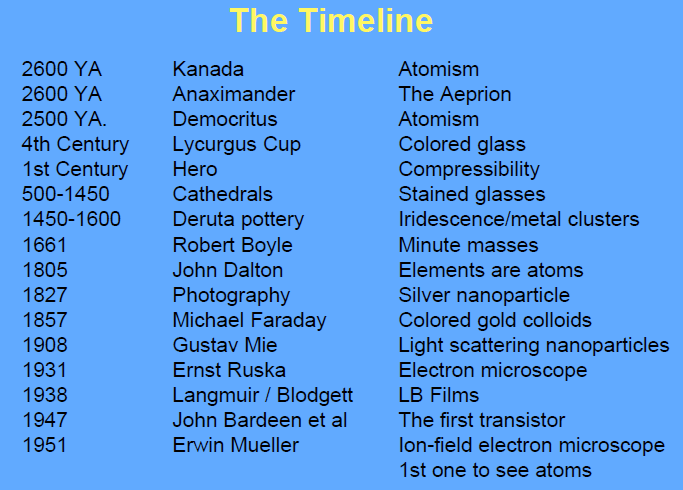 The Timeline
2600 YA Kanada Atomism
2600 YA Anaximander The Aeprion
2500 YA. Democritus Atomism
4th Century Lycurgus Cup Colored glass
1st Century Hero Compressibility
500-1450 Cathedrals Stained glasses
1450-1600 Deruta pottery Iridescence/metal clusters
1661 Robert Boyle Minute masses
1805 John Dalton Elements are atoms
1827 Photography Silver nanoparticle
1857 Michael Faraday Colored gold colloids
1908 Gustav Mie Light scattering nanoparticles
1931 Ernst Ruska Electron microscope
1938 Langmuir / Blodgett LB Films
1947 John Bardeen et al The first transistor
1951 Erwin Mueller Ion-field electron microscope
1st one to see atoms